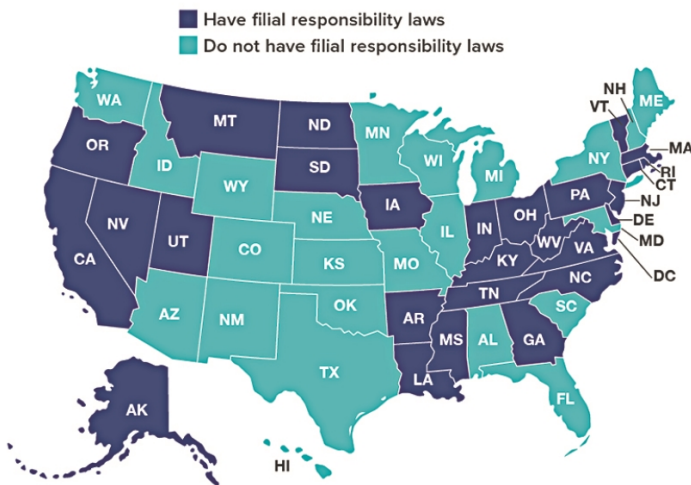 Have filial responsibility laws
Do not have filial responsibility laws
WA
MT
ND
MN
VT
NH
ME
OR
ID
SD
WI
MI
NY
MA
RI
CT
WY
IA
PA
NJ
NE
NV
UT
IL
IN
OH
DE
MD
CA
CO
WV
VA
KS
MO
KY
DC
NC
TN
AZ
NM
OK
AR
SC
MS
AL
GA
TX
LA
FL
AK
HI